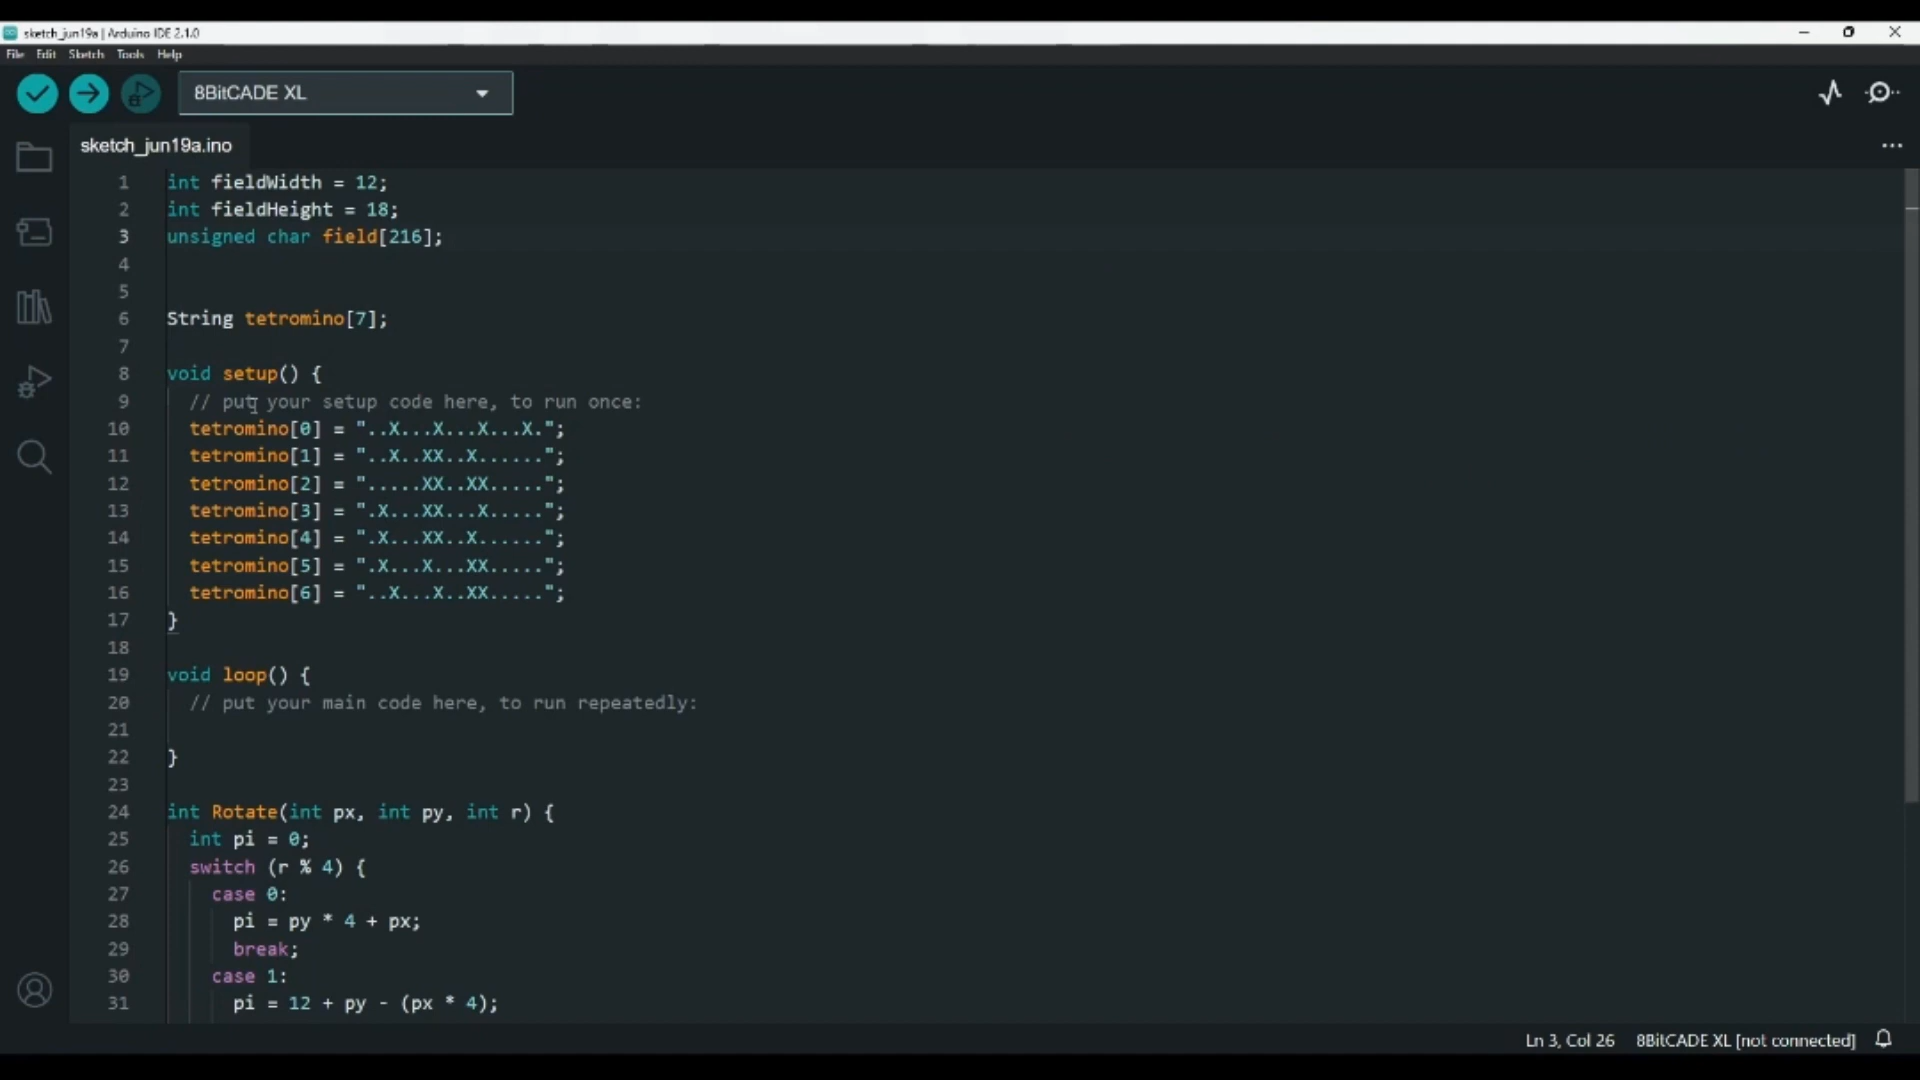 sketch_jun19a | Arduino IDE 2.1.0
File Edit Sketch Tools Help
8BitCADE XL
sketch_jun19a.ino
1 int fieldWidth = 12;
2 int fieldHeight = 18;
3 unsigned char field[216];
4
5
6 String tetromino[7];
7
8 void setup() {
9 // put your setup code here, to run once:
10 tetromino[0] = "..X...X...X...X.";
11 tetromino[1] = "..X..XX..X......";
12 tetromino[2] = ".....XX..XX.....";
13 tetromino[3] = ".X...XX...X.....";
14 tetromino[4] = ".X...XX..X......";
15 tetromino[5] = ".X...X...XX.....";
16 tetromino[6] = "..X...X..XX.....";
17 }
18
19 void loop() {
20 // put your main code here, to run repeatedly:
21
22 }
23
24 int Rotate(int px, int py, int r) {
25 int pi = 0;
26 switch (r % 4) {
27 case 0:
28 pi = py * 4 + px;
29 break;
30 case 1:
31 pi = 12 + py - (px * 4);
Ln 3, Col 26 8BitCADE XL [not connected]